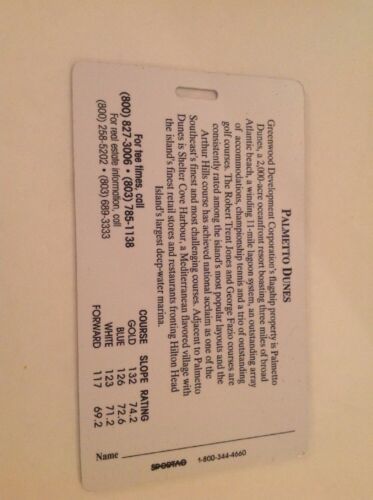 PALMETTO DUNES
Greenwood Development Corporation's flagship property is Palmetto
Dunes, a 2,000-acre oceanfront resort boasting three miles of broad
Atlantic beach, a winding 11-mile lagoon system, an outstanding array
of accommodations, championship tennis and a trio of outstanding
golf courses. The Robert Trent Jones and George Fazio courses are
consistently rated among the island's most popular layouts and the
Arthur Hills course has achieved national acclaim as one of the
Southeast's finest and most challenging courses. Adjacent to Palmetto
Dunes is Shelter Cove Harbour, a Mediterranean flavored village with
the island's finest retail stores and restaurants fronting Hilton Head
Island's largest deep-water marina.
For tee times, call
(800) 827-3006 • (803) 785-1138
For real estate information, call
(800) 258-5202 • (803) 689-3333
COURSE SLOPE RATING
GOLD 132 74.2
BLUE 126 72.6
WHITE 123 71.2
FORWARD 117 69.2
Name
SPORTAG 1-800-344-4660